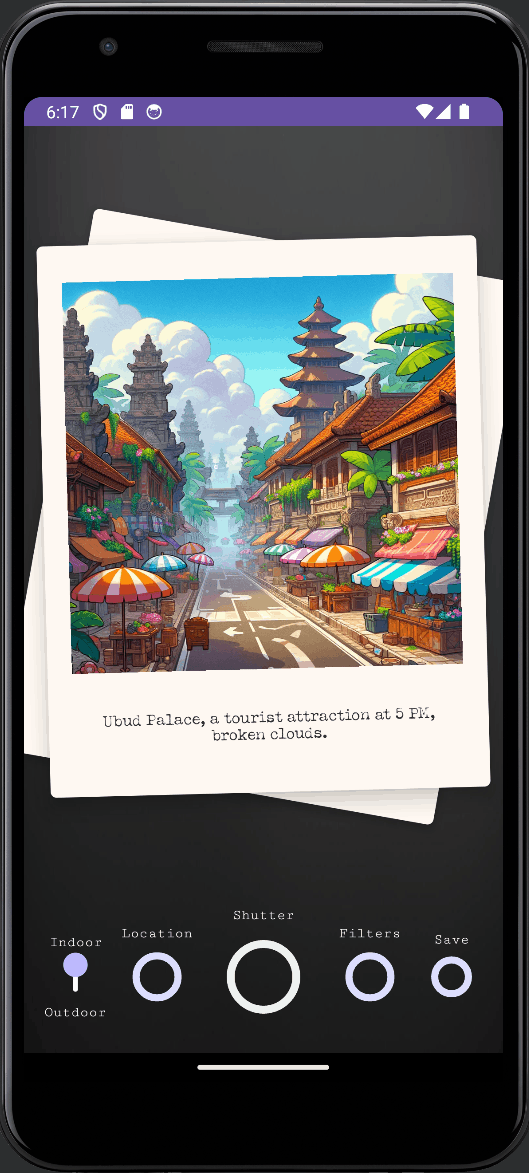 6:17
Ubud Palace, a tourist attraction at 5 PM,
broken clouds.
Shutter
Location
Filters
Save
Indoor
Outdoor